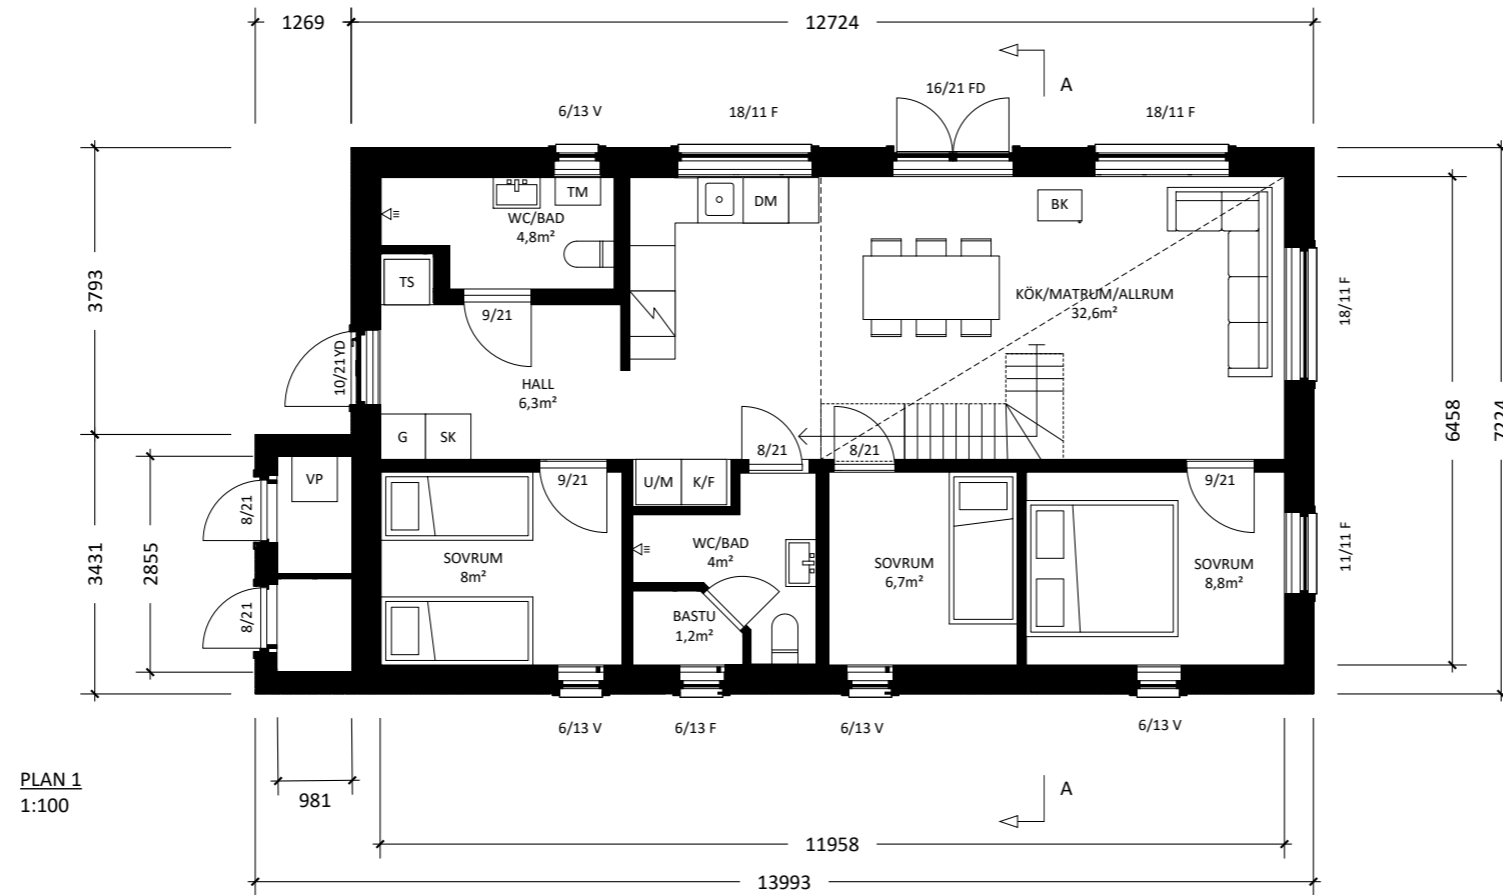 1269
12724
16/21 FD
A
6/13 V
18/11 F
18/11 F
TM
WC/BAD
4,8m²
DM
BK
TS
3793
KÖK/MATRUM/ALLRUM
32,6m²
18/11 F
9/21
10/21YD
HALL
6,3m²
6458
7224
G
SK
8/21
8/21
VP
9/21
U/M
K/F
9/21
8/21
3431
2855
SOVRUM
8m²
WC/BAD
4m²
SOVRUM
6,7m²
SOVRUM
8,8m²
11/11 F
8/21
BASTU
1,2m²
6/13 V
6/13 F
6/13 V
6/13 V
PLAN 1
1:100
981
A
11958
13993